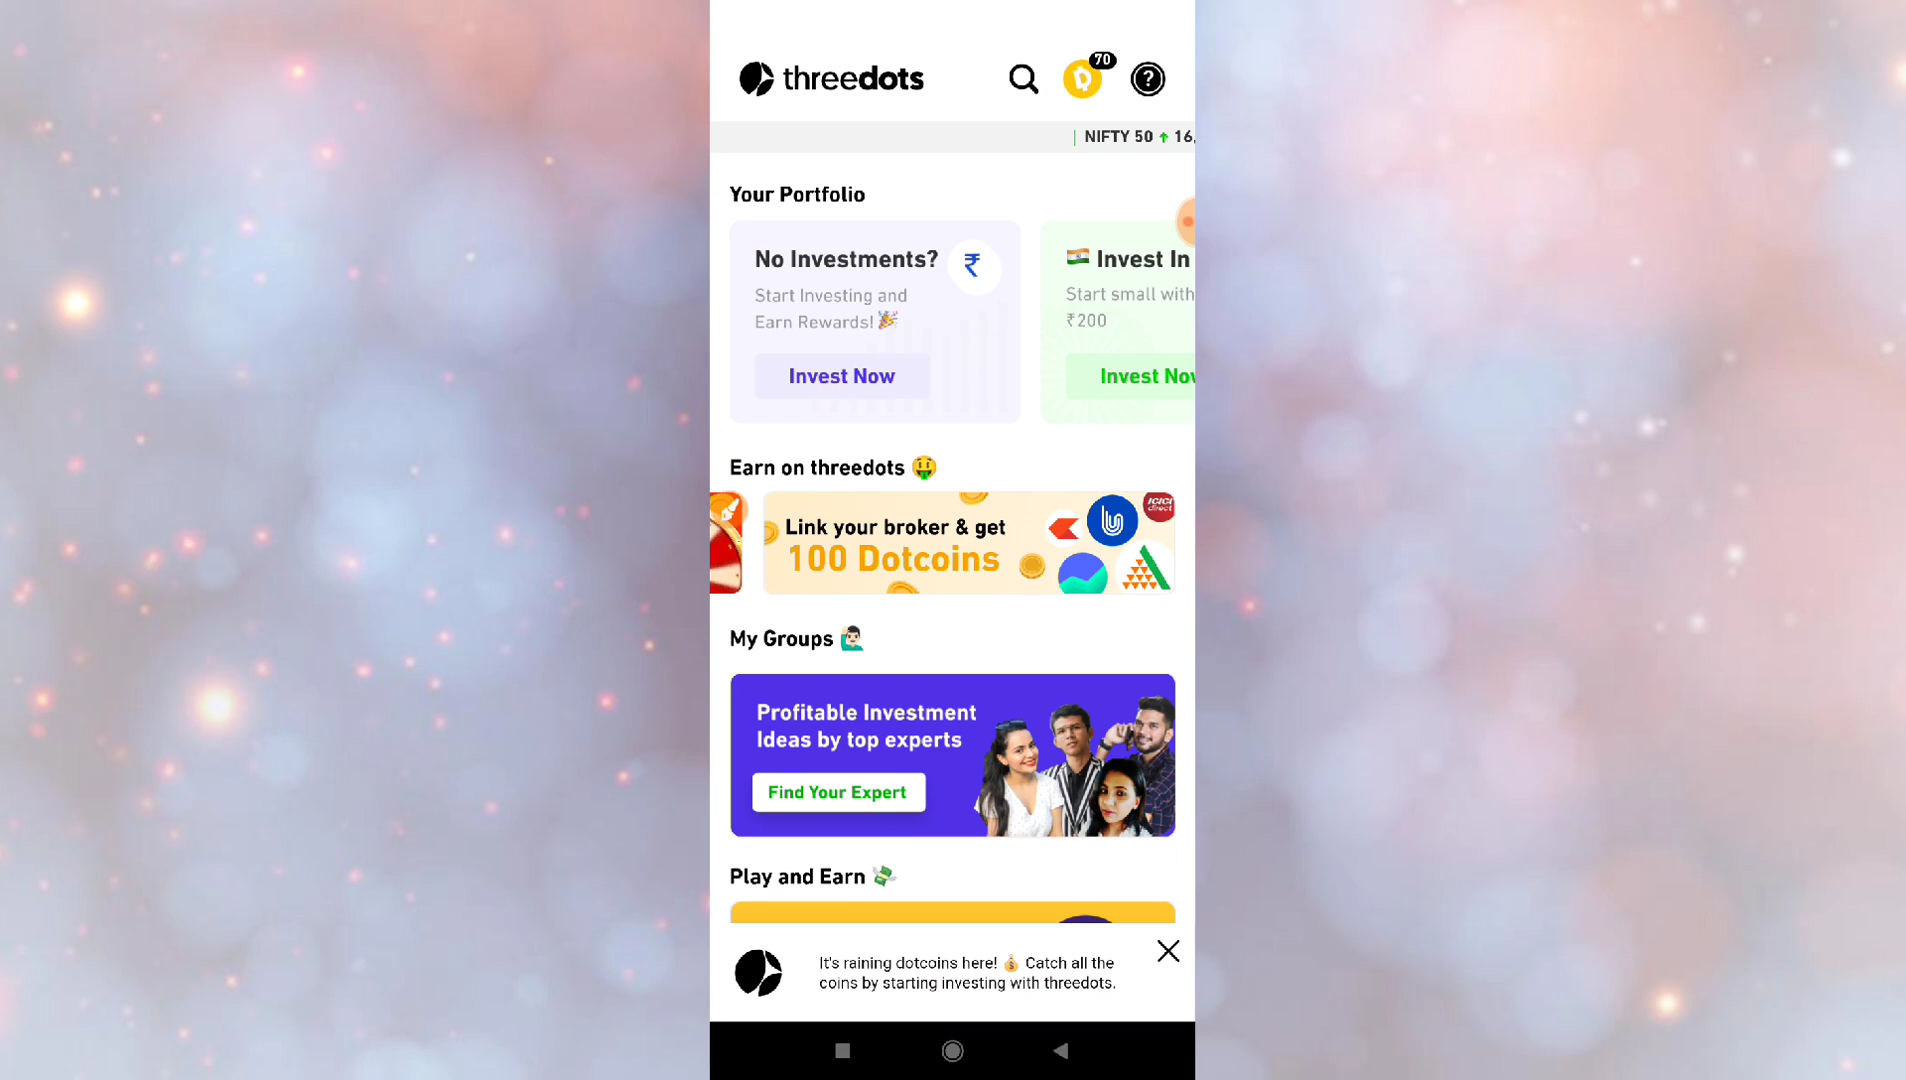 threedots
70
NIFTY 50 ↑ 16,
Your Portfolio
No Investments?
₹
Start Investing and
Earn Rewards! 🎉
Invest Now
🇮🇳 Invest In
Start small with
₹200
Invest Now
Earn on threedots 🤑
Link your broker & get
100 Dotcoins
ICICI
direct
My Groups 🙋🏻‍♂️
Profitable Investment
Ideas by top experts
Find Your Expert
Play and Earn 💸
It's raining dotcoins here! 💰 Catch all the
coins by starting investing with threedots.